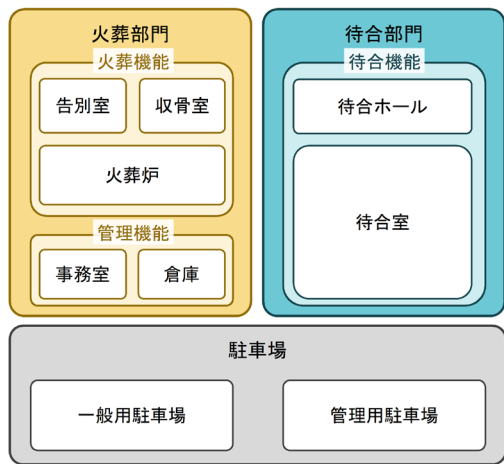 火葬部門
火葬機能
告別室
収骨室
火葬炉
管理機能
事務室
倉庫
待合部門
待合機能
待合ホール
待合室
駐車場
一般用駐車場
管理用駐車場